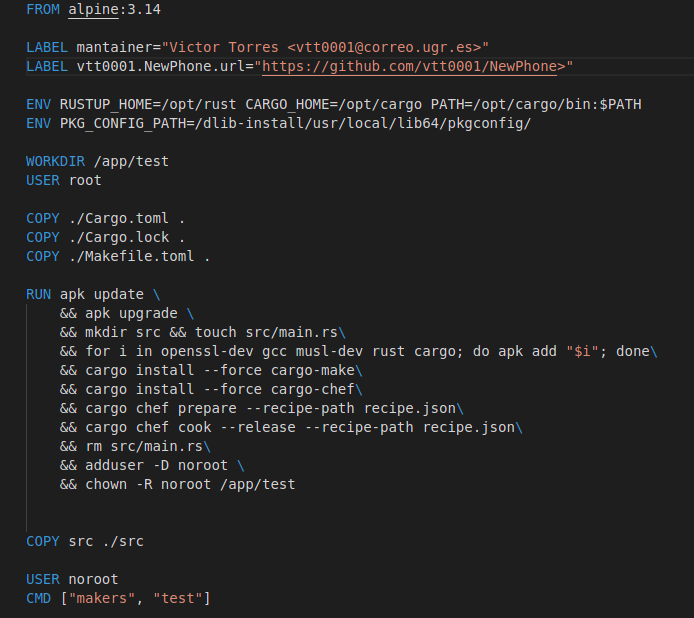 FROM alpine:3.14
LABEL mantainer="Victor Torres <vtt0001@correo.ugr.es>"
LABEL vtt0001.NewPhone.url="https://github.com/vtt0001/NewPhone>"
ENV RUSTUP_HOME=/opt/rust CARGO_HOME=/opt/cargo PATH=/opt/cargo/bin:$PATH
ENV PKG_CONFIG_PATH=/dlib-install/usr/local/lib64/pkgconfig/
WORKDIR /app/test
USER root
COPY ./Cargo.toml .
COPY ./Cargo.lock .
COPY ./Makefile.toml .
RUN apk update \
&& apk upgrade \
&& mkdir src && touch src/main.rs\
&& for i in openssl-dev gcc musl-dev rust cargo; do apk add "$i"; done\
&& cargo install --force cargo-make\
&& cargo install --force cargo-chef\
&& cargo chef prepare --recipe-path recipe.json\
&& cargo chef cook --release --recipe-path recipe.json\
&& rm src/main.rs\
&& adduser -D noroot \
&& chown -R noroot /app/test
COPY src ./src
USER noroot
CMD ["makers", "test"]